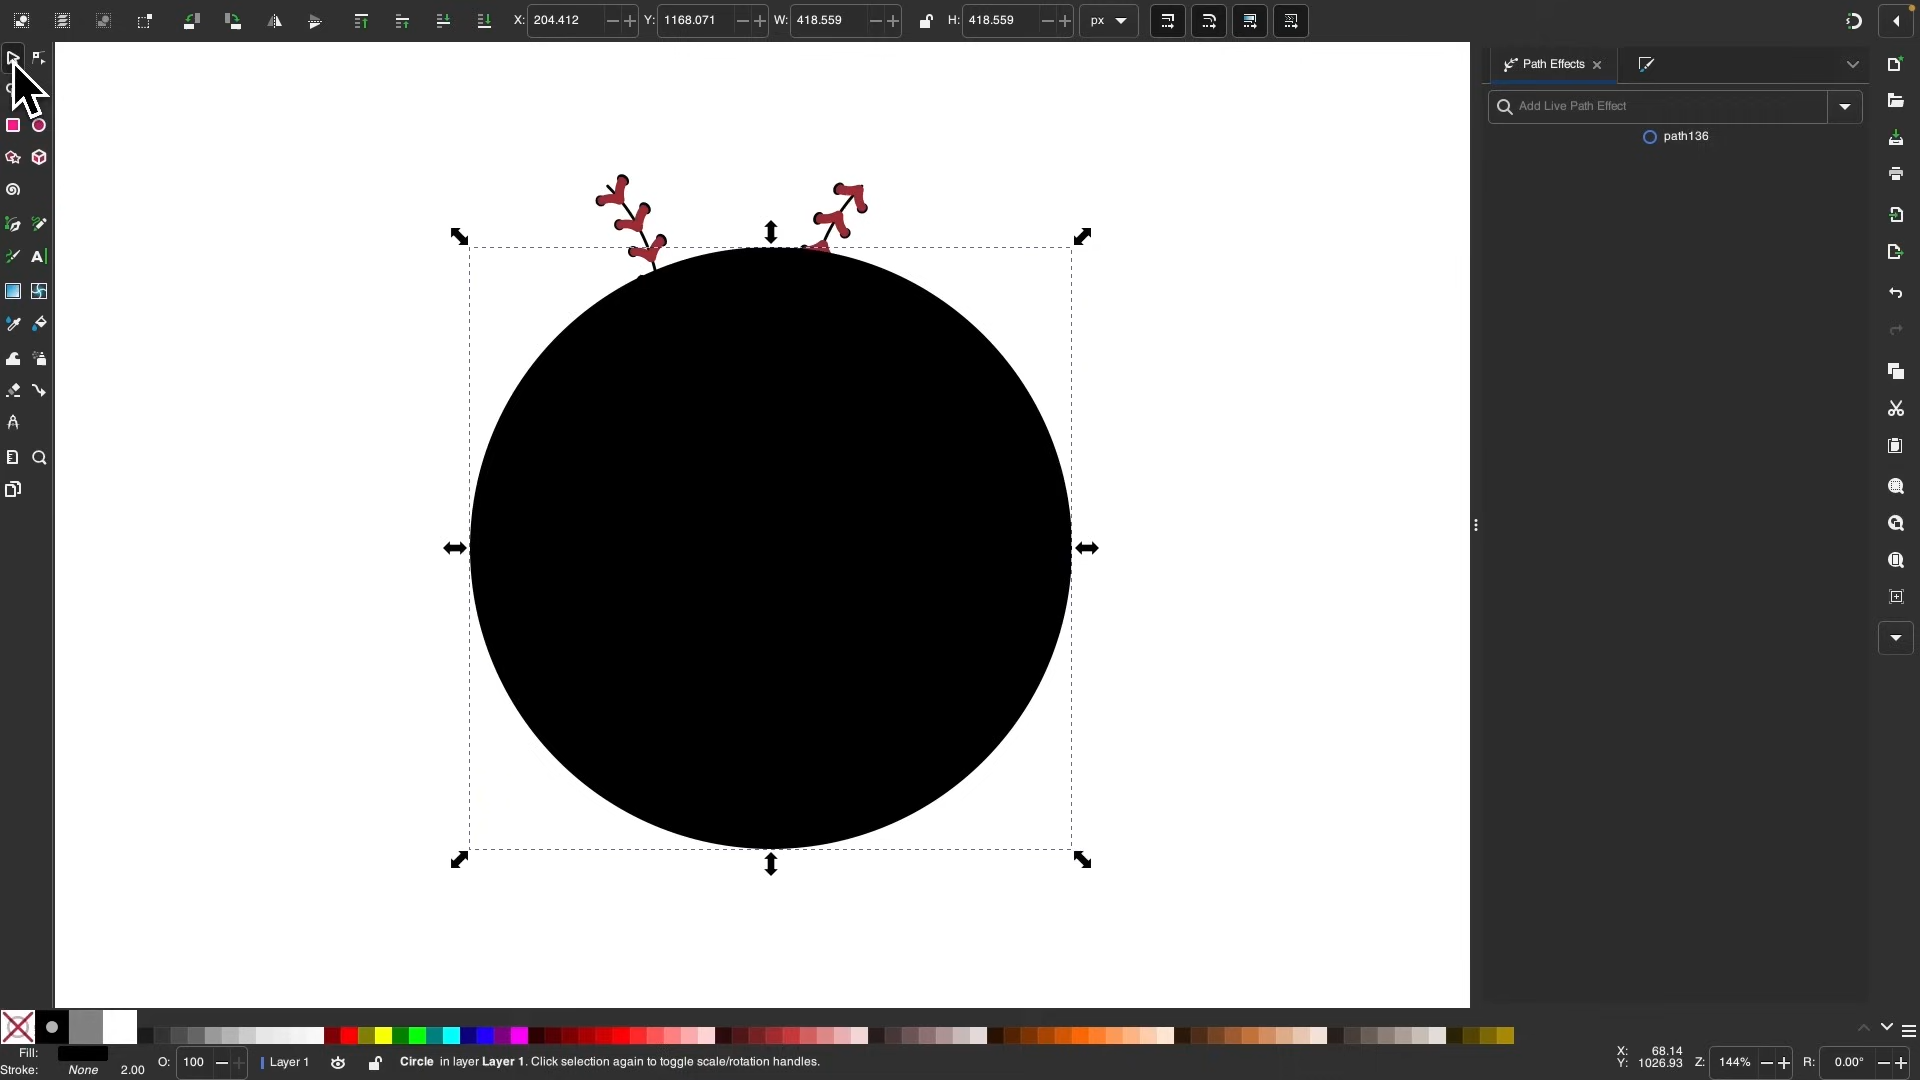 X: 204.412 Y: 1168.071 W: 418.559 H: 418.559 px
Path Effects
Add Live Path Effect
path136
Fill:
Stroke: None 2.00 O: 100 Layer 1 Circle in layer Layer 1. Click selection again to toggle scale/rotation handles.
X: 68.14
Y: 1026.93 Z: 144% R: 0.00°